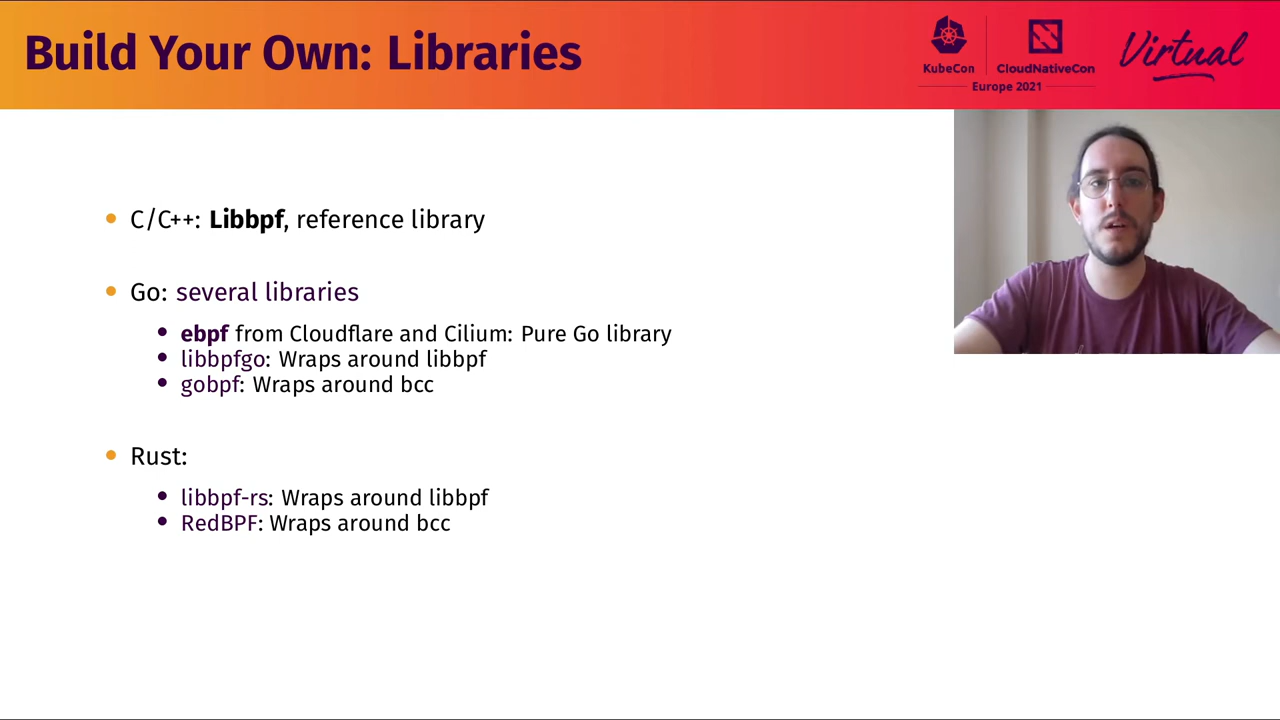 Build Your Own: Libraries
KubeCon
CloudNativeCon
Europe 2021
Virtual
C/C++: Libbpf, reference library
Go: several libraries
ebpf from Cloudflare and Cilium: Pure Go library
libbpfgo: Wraps around libbpf
gobpf: Wraps around bcc
Rust:
libbpf-rs: Wraps around libbpf
RedBPF: Wraps around bcc